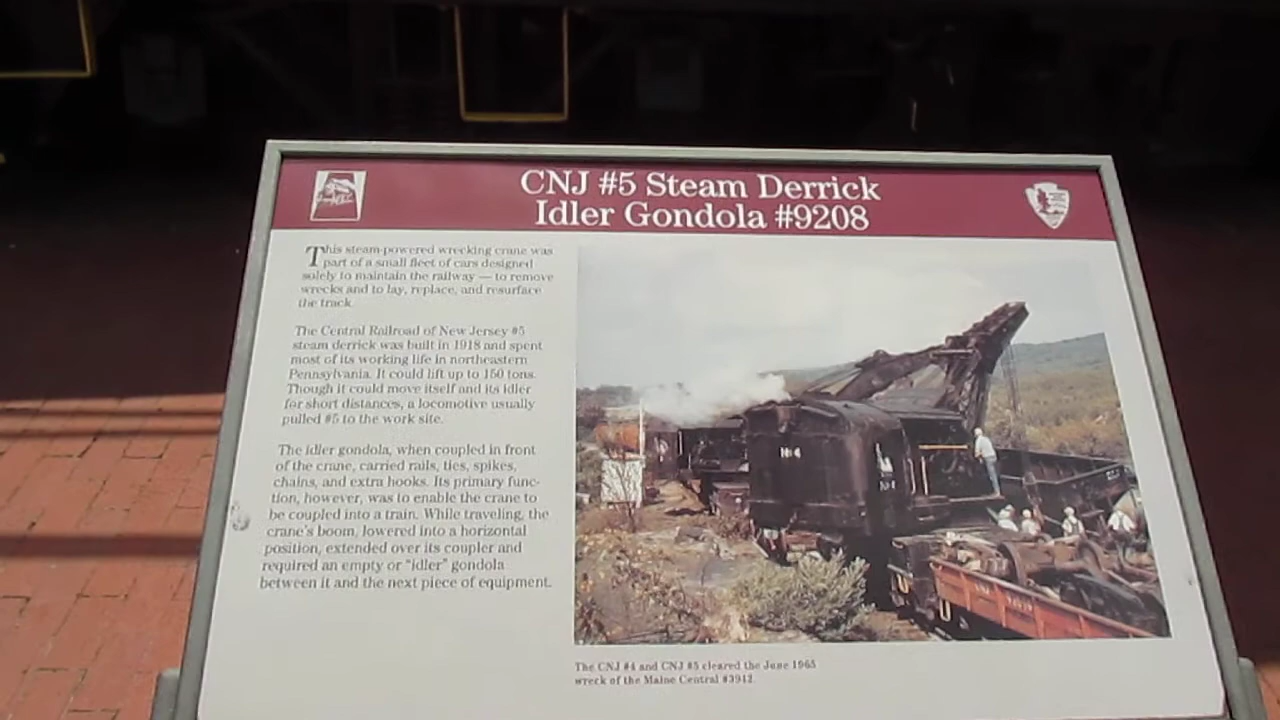 CNJ #5 Steam Derrick
Idler Gondola #9208
This steam-powered wrecking crane was
part of a small fleet of cars designed
solely to maintain the railway — to remove
wrecks and to lay, replace, and resurface
the track.
The Central Railroad of New Jersey #5
steam derrick was built in 1918 and spent
most of its working life in northeastern
Pennsylvania. It could lift up to 150 tons.
Though it could move itself and its idler
for short distances, a locomotive usually
pulled #5 to the work site.
The idler gondola, when coupled in front
of the crane, carried rails, ties, spikes,
chains, and extra hooks. Its primary func-
tion, however, was to enable the crane to
be coupled into a train. While traveling, the
crane's boom, lowered into a horizontal
position, extended over its coupler and
required an empty or "idler" gondola
between it and the next piece of equipment.
No 4
The CNJ #4 and CNJ #5 cleared the June 1965
wreck of the Maine Central #3942.